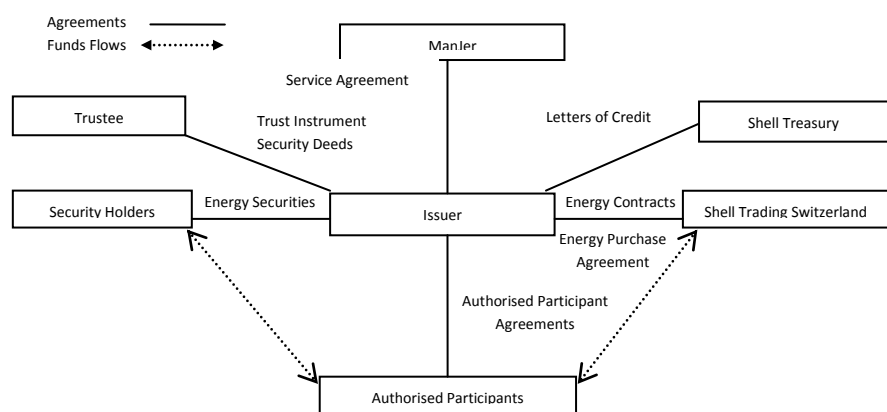 Agreements
Funds Flows
ManJer
Service Agreement
Trustee
Trust Instrument
Security Deeds
Letters of Credit
Shell Treasury
Security Holders
Energy Securities
Issuer
Energy Contracts
Shell Trading Switzerland
Energy Purchase
Agreement
Authorised Participant
Agreements
Authorised Participants